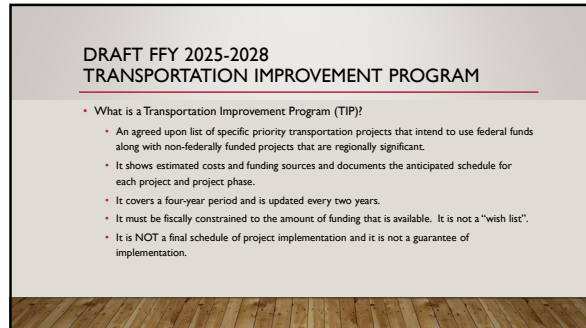 DRAFT FFY 2025-2028
TRANSPORTATION IMPROVEMENT PROGRAM
• What is a Transportation Improvement Program (TIP)?
• An agreed upon list of specific priority transportation projects that intend to use federal funds
along with non-federally funded projects that are regionally significant.
• It shows estimated costs and funding sources and documents the anticipated schedule for
each project and project phase.
• It covers a four-year period and is updated every two years.
• It must be fiscally constrained to the amount of funding that is available. It is not a “wish list”.
• It is NOT a final schedule of project implementation and it is not a guarantee of
implementation.